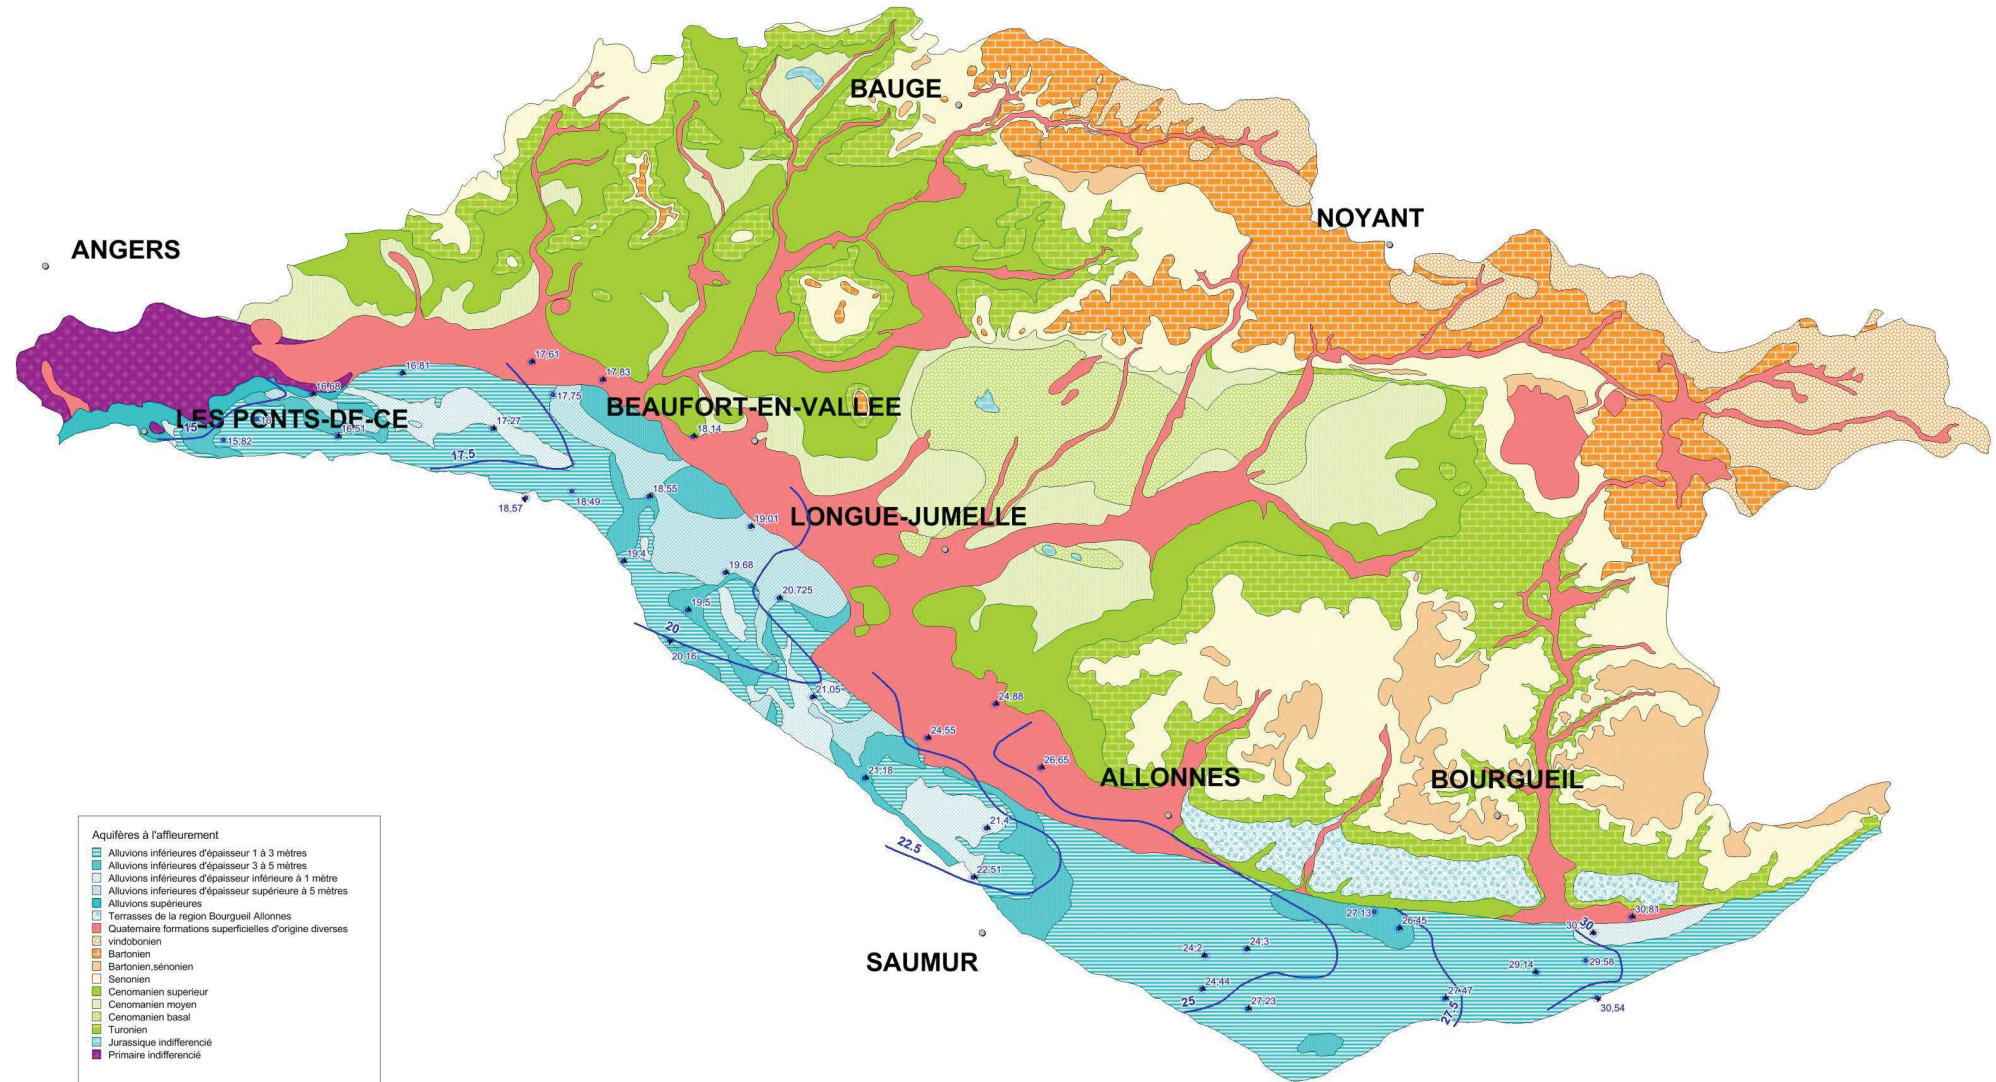 BAUGE
NOYANT
ANGERS
17,61
16,81
17,83
16,68
17,75
BEAUFORT-EN-VALLEE
LES PONTS-DE-CE
15
17,27
16,51
18,14
15,82
17.5
18,49
18,55
18,57
19,01
LONGUE-JUMELLE
19,4
19,68
20,725
19,5
20
20,16
21,05
24,88
24,55
26,65
21,18
ALLONNES
BOURGUEIL
21,4
22.5
22,51
27,13
26,45
30,81
30
SAUMUR
24,2
24,3
29,14
29,58
24,44
25
27,23
27,47
27.5
30,54
Aquifères à l'affleurement
Alluvions inférieures d'épaisseur 1 à 3 mètres
Alluvions inférieures d'épaisseur 3 à 5 mètres
Alluvions inférieures d'épaisseur inférieure à 1 mètre
Alluvions inferieures d'épaisseur supérieure à 5 mètres
Alluvions supérieures
Terrasses de la region Bourgueil Allonnes
Quaternaire formations superficielles d'origine diverses
vindobonien
Bartonien
Bartonien,sénonien
Senonien
Cenomanien superieur
Cenomanien moyen
Cenomanien basal
Turonien
Jurassique indifferencié
Primaire indifferencié